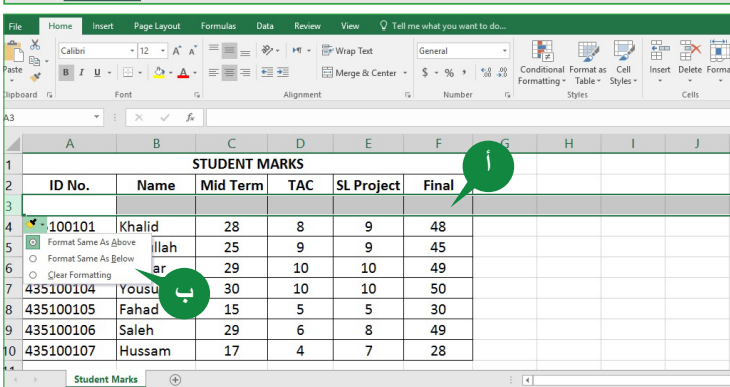 File Home Insert Page Layout Formulas Data Review View Tell me what you want to do...
Calibri 12 A A Wrap Text General
Paste B I U A Merge & Center $ % , Conditional Formatting Format as Table Cell Styles Insert Delete
Clipboard Font Alignment Number Styles Cells
A3 fx
A B C D E F G H I J
1 STUDENT MARKS
أ
2 ID No. Name Mid Term TAC SL Project Final
3
4 100101 Khalid 28 8 9 48
Format Same As Above
5 25 9 9 45
Format Same As Below
6 29 10 10 49
Clear Formatting
7 435100104 30 10 10 50
ب
8 435100105 Fahad 15 5 5 30
9 435100106 Saleh 29 6 8 49
10 435100107 Hussam 17 4 7 28
Student Marks